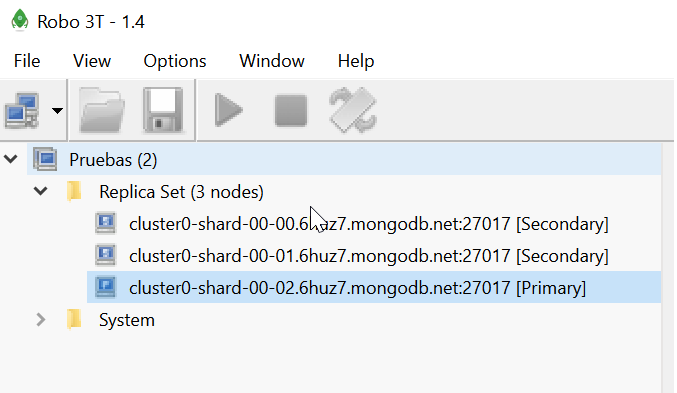 Robo 3T - 1.4
File View Options Window Help
Pruebas (2)
Replica Set (3 nodes)
cluster0-shard-00-00.6huz7.mongodb.net:27017 [Secondary]
cluster0-shard-00-01.6huz7.mongodb.net:27017 [Secondary]
cluster0-shard-00-02.6huz7.mongodb.net:27017 [Primary]
System